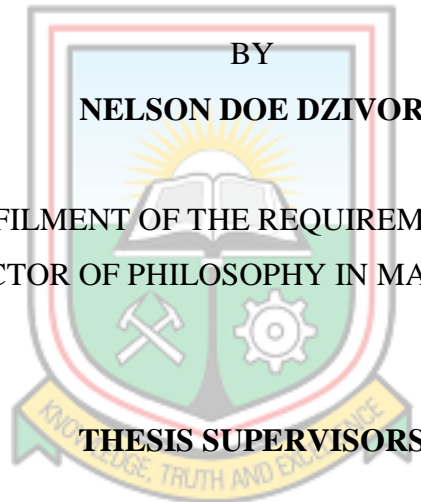 BY
NELSON DOE DZIVOR
FILMENT OF THE REQUIREM
CTOR OF PHILOSOPHY IN MA
THESIS SUPERVISORS
KNOWLEDGE, TRUTH AND EXCELLENCE